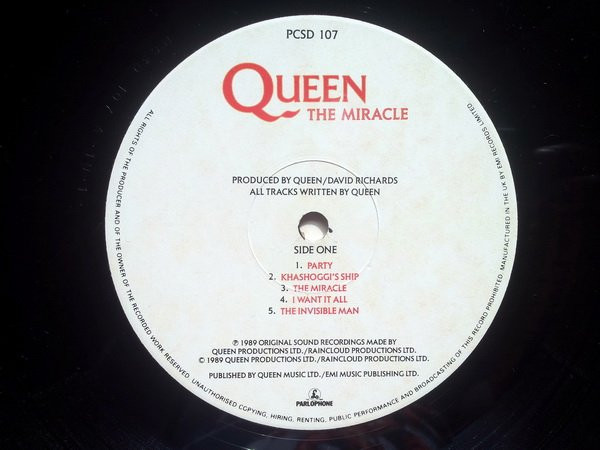 PCSD 107
QUEEN
THE MIRACLE
PRODUCED BY QUEEN/DAVID RICHARDS
ALL TRACKS WRITTEN BY QUEEN
SIDE ONE
1. PARTY
2. KHASHOGGI'S SHIP
3. THE MIRACLE
4. I WANT IT ALL
5. THE INVISIBLE MAN
℗ 1989 ORIGINAL SOUND RECORDINGS MADE BY
QUEEN PRODUCTIONS LTD./RAINCLOUD PRODUCTIONS LTD.
© 1989 QUEEN PRODUCTIONS LTD./RAINCLOUD PRODUCTIONS LTD.
PUBLISHED BY QUEEN MUSIC LTD./EMI MUSIC PUBLISHING LTD.
PARLOPHONE
ALL RIGHTS OF THE PRODUCER AND OF THE OWNER OF THE RECORDED WORK RESERVED. UNAUTHORISED COPYING, HIRING, RENTING, PUBLIC PERFORMANCE AND BROADCASTING OF THIS RECORD PROHIBITED. MANUFACTURED IN THE UK BY EMI RECORDS LIMITED.